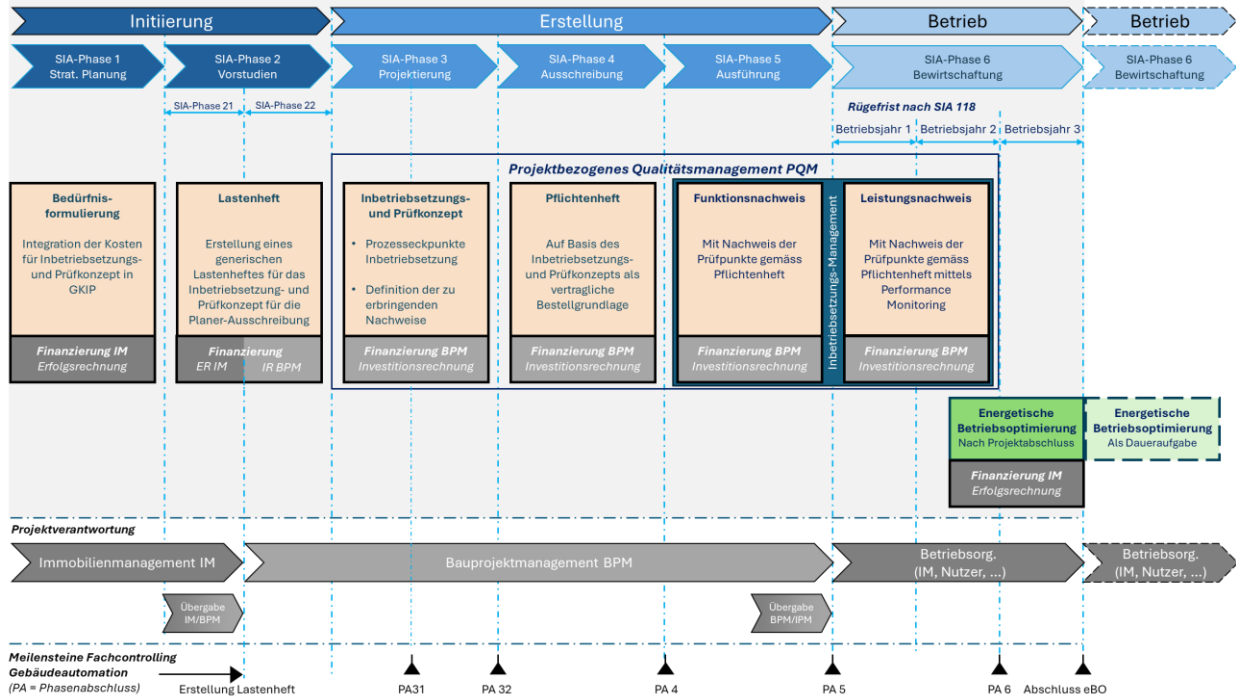 Initiierung
Erstellung
Betrieb
Betrieb
SIA-Phase 1
Strat. Planung
SIA-Phase 2
Vorstudien
SIA-Phase 3
Projektierung
SIA-Phase 4
Ausschreibung
SIA-Phase 5
Ausführung
SIA-Phase 6
Bewirtschaftung
SIA-Phase 6
Bewirtschaftung
SIA-Phase 21
SIA-Phase 22
Rügefrist nach SIA 118
Betriebsjahr 1
Betriebsjahr 2
Betriebsjahr 3
Projektbezogenes Qualitätsmanagement PQM
Bedürfnis-
formulierung
Integration der Kosten
für Inbetriebsetzungs-
und Prüfkonzept in
GKIP
Finanzierung IM
Erfolgsrechnung
Lastenheft
Erstellung eines
generischen
Lastenheftes für das
Inbetriebsetzung- und
Prüfkonzept für die
Planer-Ausschreibung
Finanzierung
ER IM
IR BPM
Inbetriebsetzungs-
und Prüfkonzept
• Prozesseckpunkte
Inbetriebsetzung
• Definition der zu
erbringenden
Nachweise
Finanzierung BPM
Investitionsrechnung
Pflichtenheft
Auf Basis des
Inbetriebsetzungs-
und Prüfkonzepts als
vertragliche
Bestellgrundlage
Finanzierung BPM
Investitionsrechnung
Funktionsnachweis
Mit Nachweis der
Prüfpunkte gemäss
Pflichtenheft
Finanzierung BPM
Investitionsrechnung
Inbetriebsetzungs-Management
Leistungsnachweis
Mit Nachweis der
Prüfpunkte gemäss
Pflichtenheft mittels
Performance
Monitoring
Finanzierung BPM
Investitionsrechnung
Energetische
Betriebsoptimierung
Nach Projektabschluss
Finanzierung IM
Erfolgsrechnung
Energetische
Betriebsoptimierung
Als Daueraufgabe
Projektverantwortung
Immobilienmanagement IM
Bauprojektmanagement BPM
Betriebsorg.
(IM, Nutzer, ...)
Betriebsorg.
(IM, Nutzer, ...)
Übergabe
IM/BPM
Übergabe
BPM/IPM
Meilensteine Fachcontrolling
Gebäudeautomation
(PA = Phasenabschluss)
Erstellung Lastenheft
PA31
PA 32
PA 4
PA 5
PA 6
Abschluss eBO